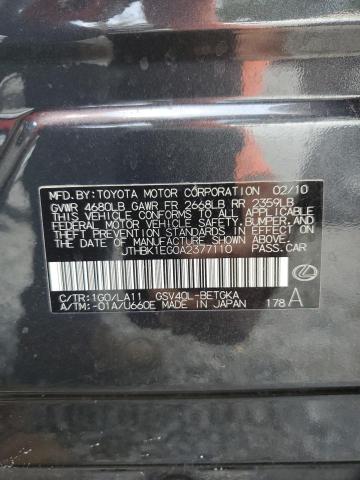 MFD.BY:TOYOTA MOTOR CORPORATION 02/10
GVWR 4680LB GAWR FR 2668LB RR 2359LB
THIS VEHICLE CONFORMS TO ALL APPLICABLE
FEDERAL MOTOR VEHICLE SAFETY, BUMPER, AND
THEFT PREVENTION STANDARDS IN EFFECT ON
THE DATE OF MANUFACTURE SHOWN ABOVE.
JTHBK1EG0A2377110 PASS.CAR
C/TR:1G0/LA11 GSV40L-BETGKA
A/TM:-01A/U660E MADE IN JAPAN 178 A